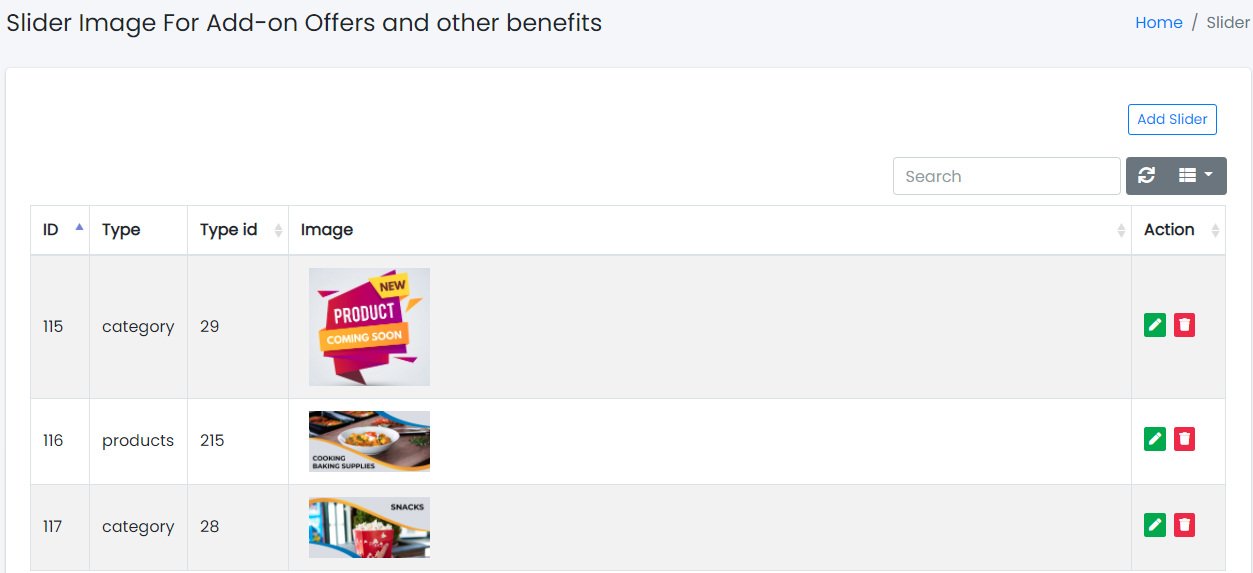 Slider Image For Add-on Offers and other benefits
Home / Slider
Add Slider
Search
ID Type Type id Image Action
115 category 29
NEW
PRODUCT
COMING SOON
116 products 215
COOKING
BAKING SUPPLIES
117 category 28
SNACKS